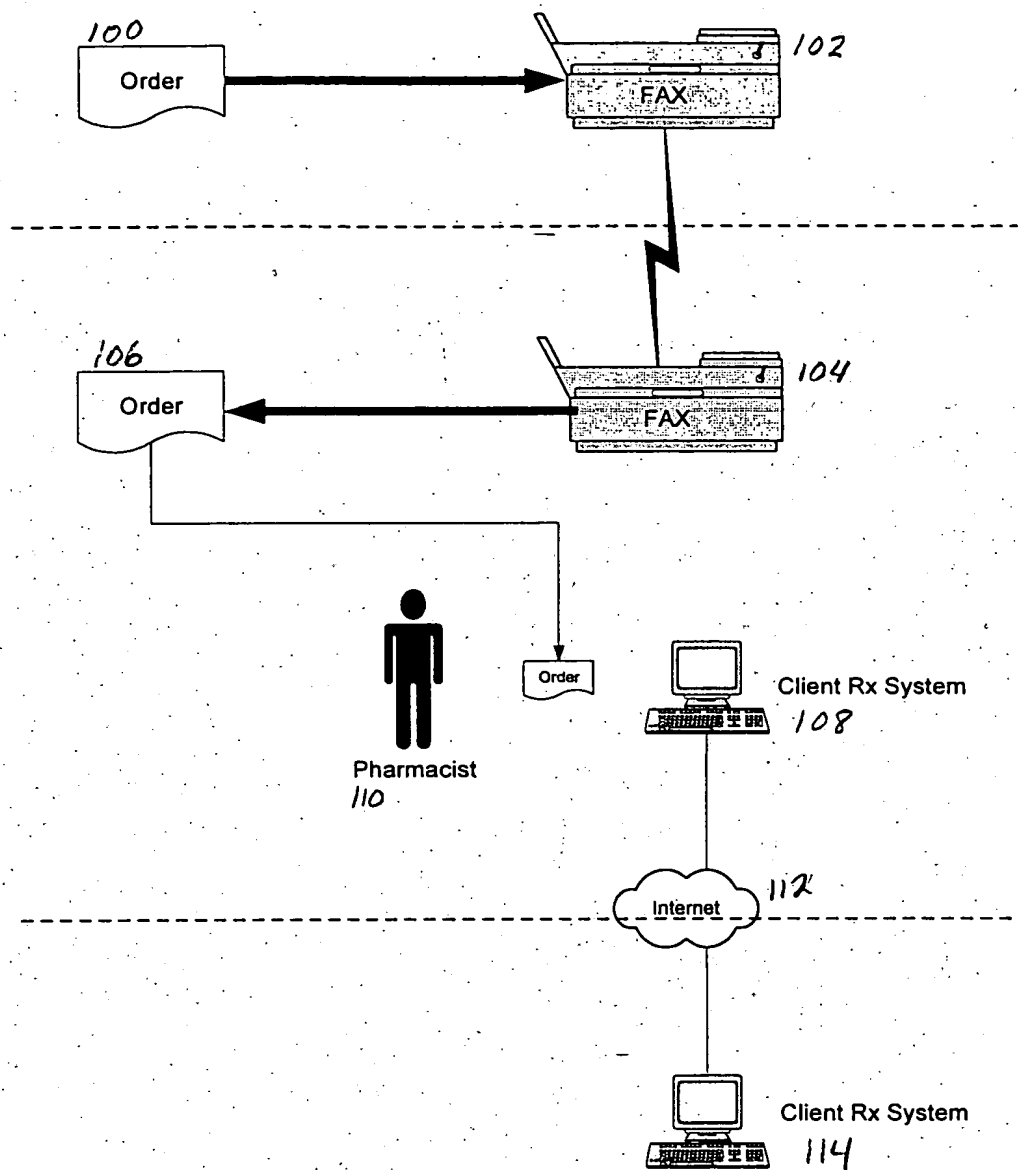 100
Order
FAX
102
106
Order
FAX
104
Order
Pharmacist
110
Client Rx System
108
Internet
112
Client Rx System
114